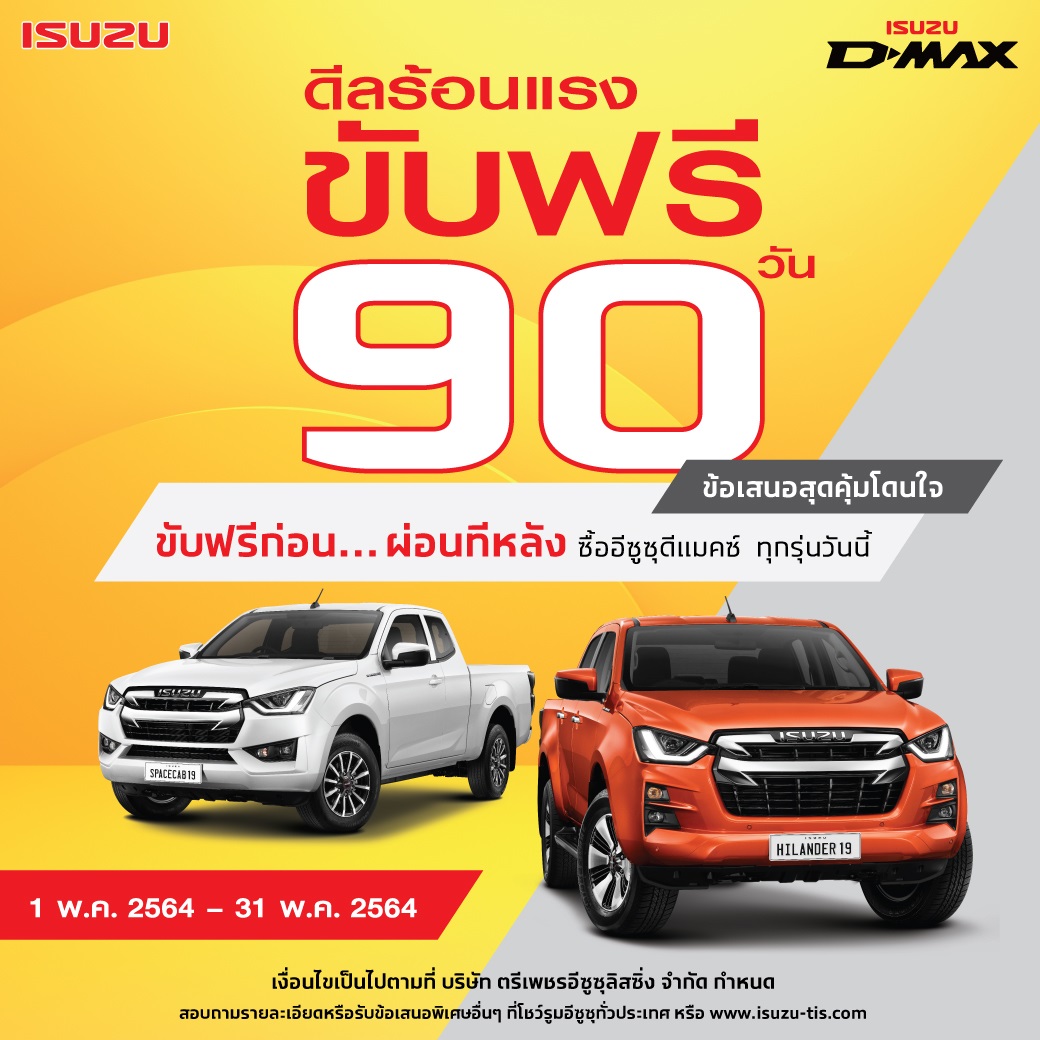 ISUZU
ISUZU
D-MAX
ดีลร้อนแรง
ขับฟรี
90 วัน
ข้อเสนอสุดคุ้มโดนใจ
ขับฟรีก่อน... ผ่อนทีหลัง ซื้ออีซูซุดีแมคซ์ ทุกรุ่นวันนี้
ISUZU
SPACECAB 19
ISUZU
ISUZU
HILANDER 19
1 พ.ค. 2564 – 31 พ.ค. 2564
เงื่อนไขเป็นไปตามที่ บริษัท ตรีเพชรอีซูซุลิสซิ่ง จำกัด กำหนด
สอบถามรายละเอียดหรือรับข้อเสนอพิเศษอื่นๆ ที่โชว์รูมอีซูซุทั่วประเทศ หรือ www.isuzu-tis.com